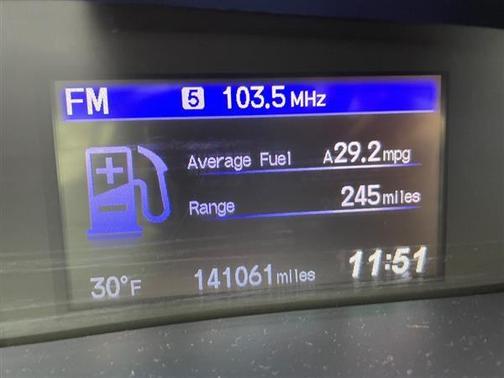 FM 5 103.5 MHz
Average Fuel A29.2mpg
Range 245miles
30°F 141061miles 11:51